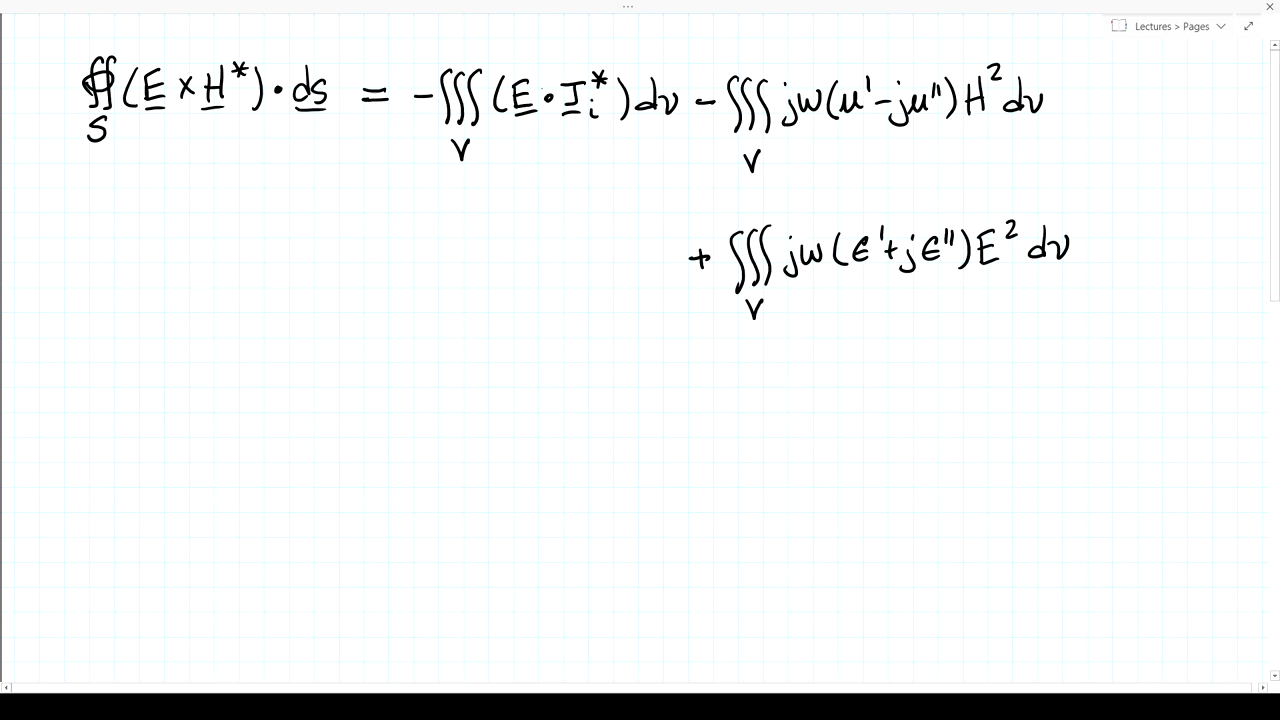 Lectures > Pages
∯_S (E × H*) · ds = -∭_V (E · J_i*) dv - ∭_V jω(μ' - jμ'') H² dv
+ ∭_V jω(ϵ' + jϵ'') E² dv